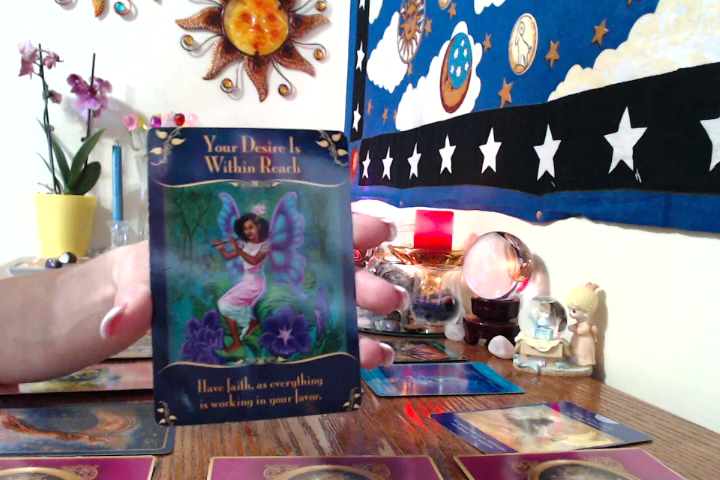 Your Desire Is
Within Reach
Have faith, as everything
is working in your favor.